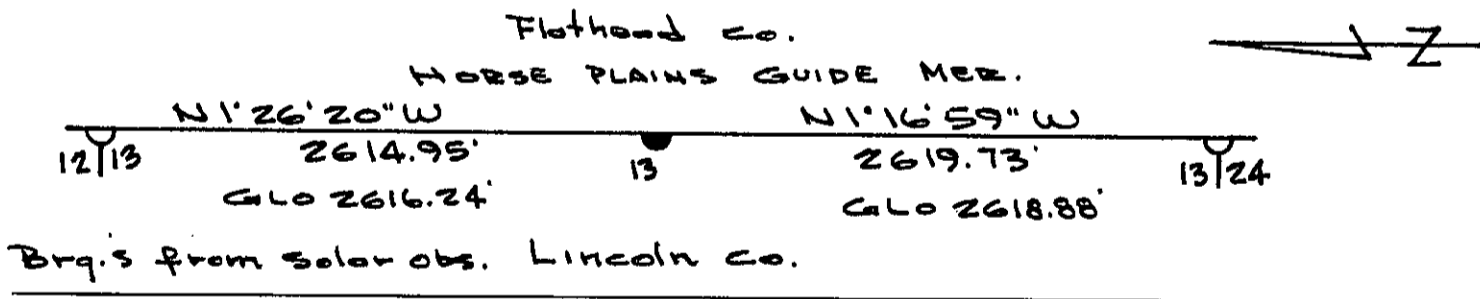 Flathead Co.
HORSE PLAINS GUIDE MER.
N 1°26'20" W N 1°16'59" W
2614.95' 2619.73'
12|13 13 13|24
GLO 2616.24' GLO 2618.88'
Brg.'s from solar obs. Lincoln Co.
Z